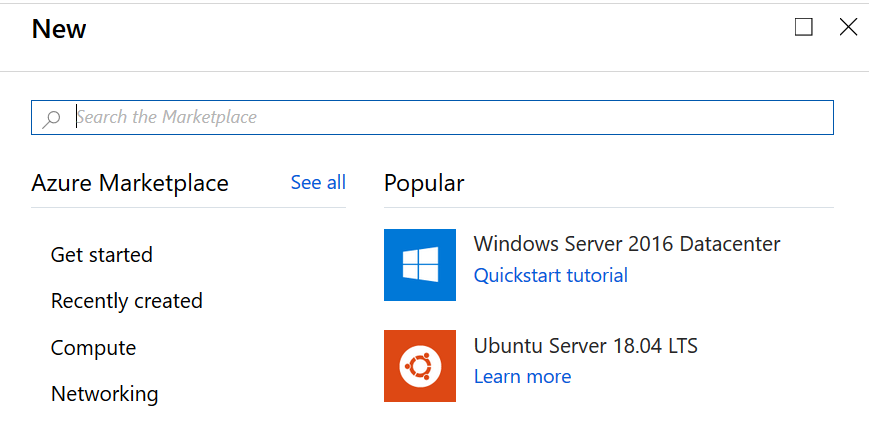 New
Search the Marketplace
Azure Marketplace
See all
Get started
Recently created
Compute
Networking
Popular
Windows Server 2016 Datacenter
Quickstart tutorial
Ubuntu Server 18.04 LTS
Learn more